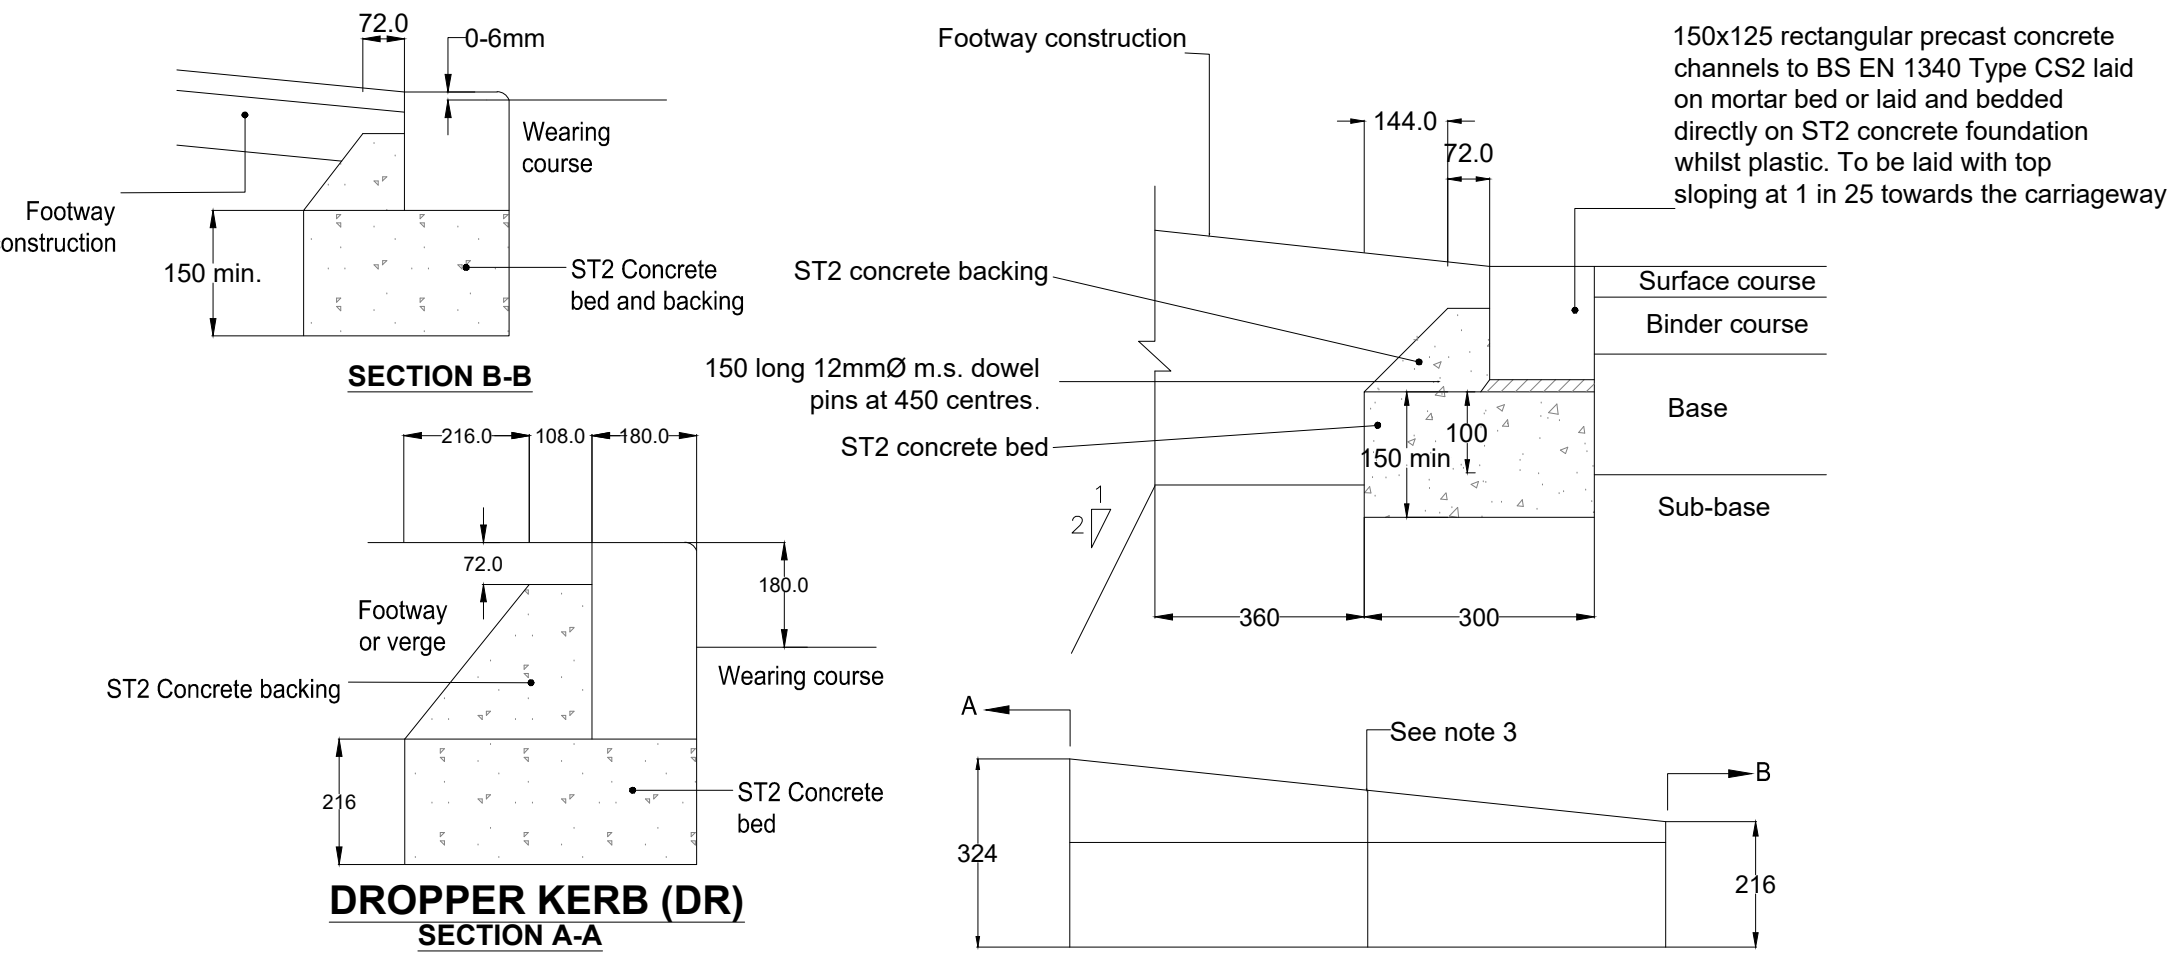 72.0
0-6mm
Wearing
course
Footway
onstruction
150 min.
ST2 Concrete
bed and backing
SECTION B-B
216.0
108.0
180.0
72.0
180.0
Footway
or verge
ST2 Concrete backing
Wearing course
216
ST2 Concrete
bed
DROPPER KERB (DR)
SECTION A-A
Footway construction
144.0
72.0
150x125 rectangular precast concrete
channels to BS EN 1340 Type CS2 laid
on mortar bed or laid and bedded
directly on ST2 concrete foundation
whilst plastic. To be laid with top
sloping at 1 in 25 towards the carriageway
ST2 concrete backing
Surface course
Binder course
150 long 12mmØ m.s. dowel
pins at 450 centres.
Base
ST2 concrete bed
100
150 min
1
2
Sub-base
360
300
A
See note 3
B
324
216